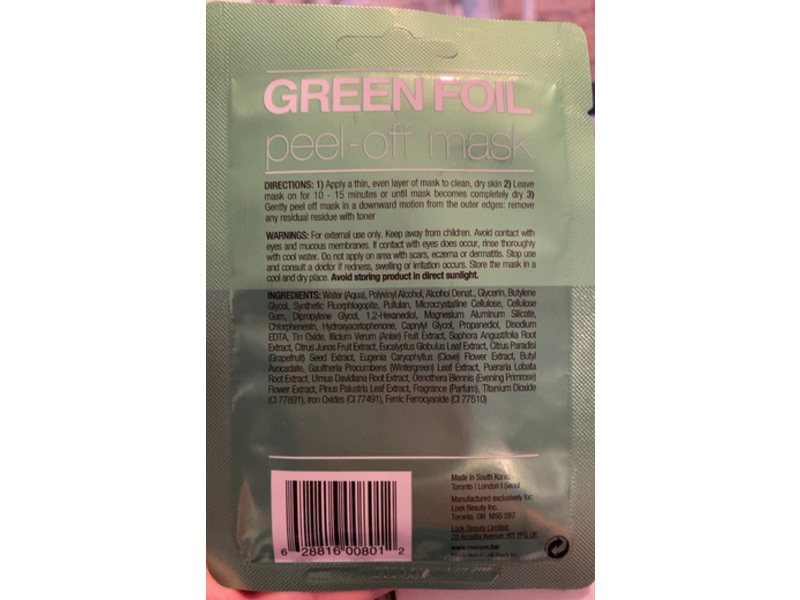 GREEN FOIL
peel-off mask
DIRECTIONS: 1) Apply a thin, even layer of mask to clean, dry skin 2) Leave
mask on for 10 - 15 minutes or until mask becomes completely dry 3)
Gently peel off mask in a downward motion from the outer edges: remove
any residual residue with toner
WARNINGS: For external use only. Keep away from children. Avoid contact with
eyes and mucous membranes. If contact with eyes does occur, rinse thoroughly
with cool water. Do not apply on area with scars, eczema or dermatitis. Stop use
and consult a doctor if redness, swelling or irritation occurs. Store the mask in a
cool and dry place. Avoid storing product in direct sunlight.
INGREDIENTS: Water (Aqua), Polyvinyl Alcohol, Alcohol Denat., Glycerin, Butylene
Glycol, Synthetic Fluorphlogopite, Pullulan, Microcrystalline Cellulose, Cellulose
Gum, Dipropylene Glycol, 1,2-Hexanediol, Magnesium Aluminum Silicate,
Chlorphenesin, Hydroxyacetophenone, Caprylyl Glycol, Propanediol, Disodium
EDTA, Tin Oxide, Illicium Verum (Anise) Fruit Extract, Sophora Angustifolia Root
Extract, Citrus Junos Fruit Extract, Eucalyptus Globulus Leaf Extract, Citrus Paradisi
(Grapefruit) Seed Extract, Eugenia Caryophyllus (Clove) Flower Extract, Butyl
Avocadate, Gaultheria Procumbens (Wintergreen) Leaf Extract, Pueraria Lobata
Root Extract, Ulmus Davidiana Root Extract, Oenothera Biennis (Evening Primrose)
Flower Extract, Pinus Palustris Leaf Extract, Fragrance (Parfum), Titanium Dioxide
(CI 77891), Iron Oxides (CI 77491), Ferric Ferrocyanide (CI 77510)
Made in South Korea
Toronto | London | Seoul
Manufactured exclusively for:
Look Beauty Inc.
Toronto, ON M5S 2B7
Look Beauty Limited.
28 Arcadia Avenue, N3 2FG UK
6 28816 00801 2